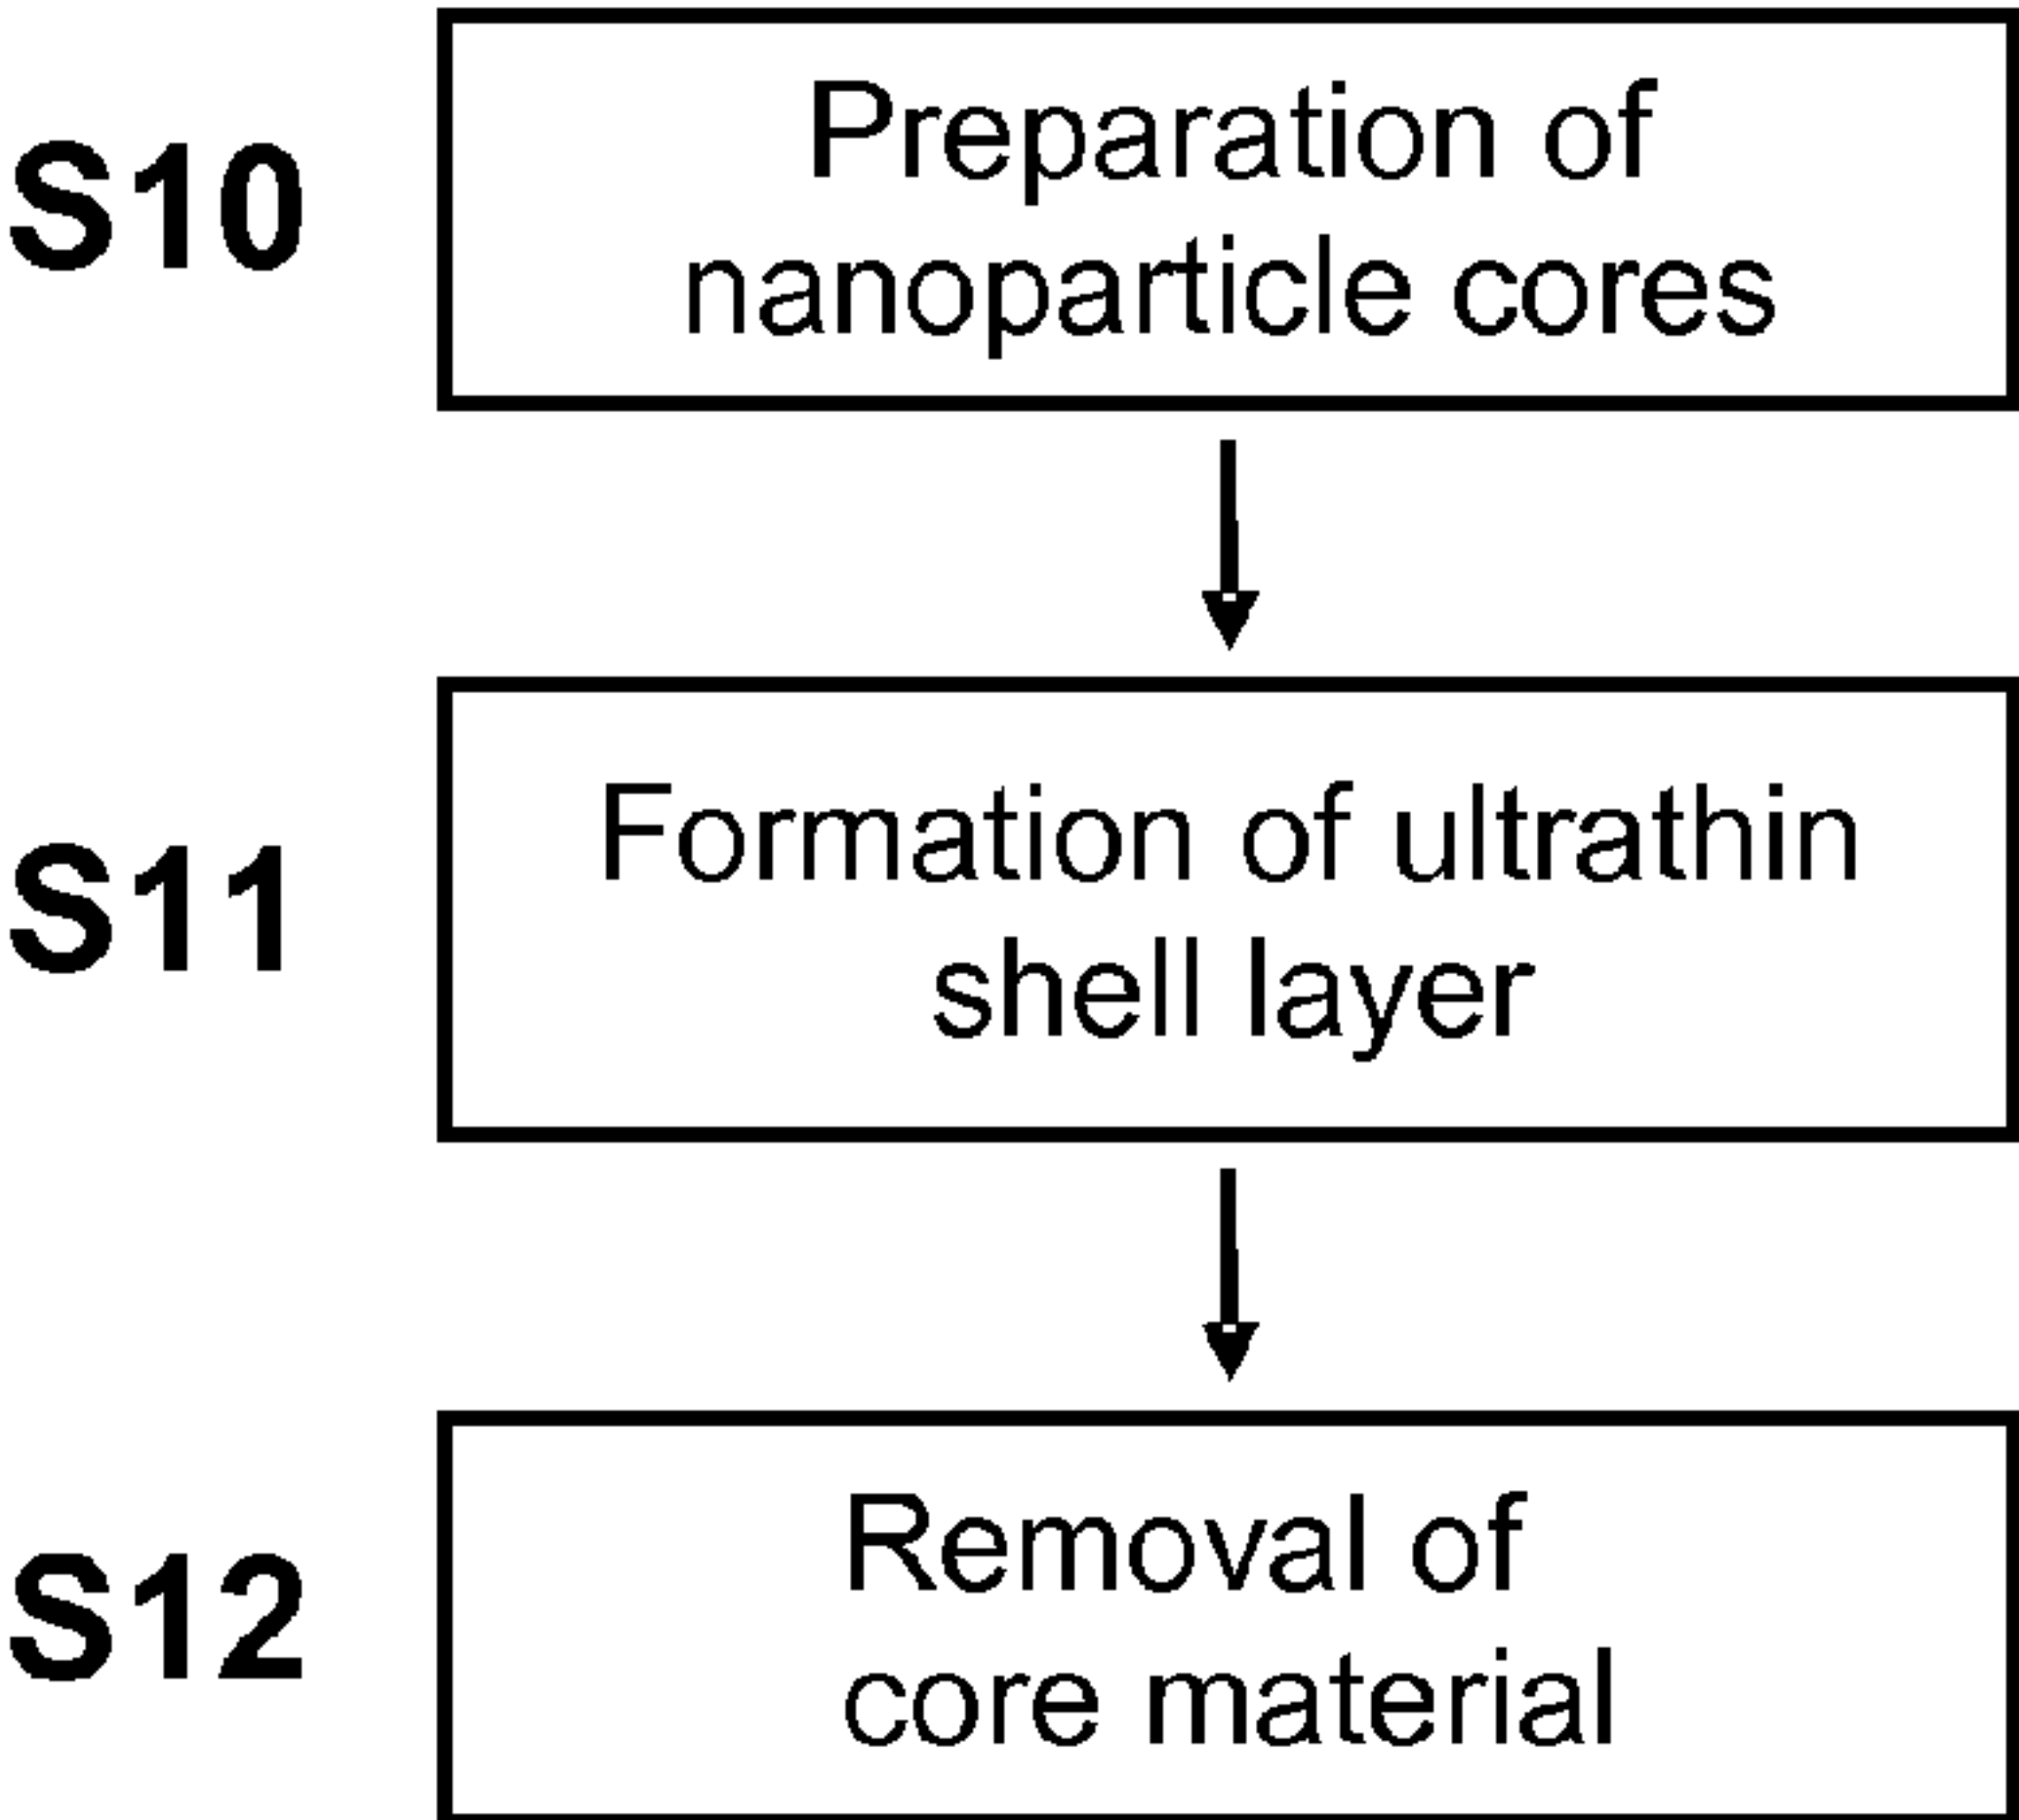 S10
Preparation of
nanoparticle cores
S11
Formation of ultrathin
shell layer
S12
Removal of
core material